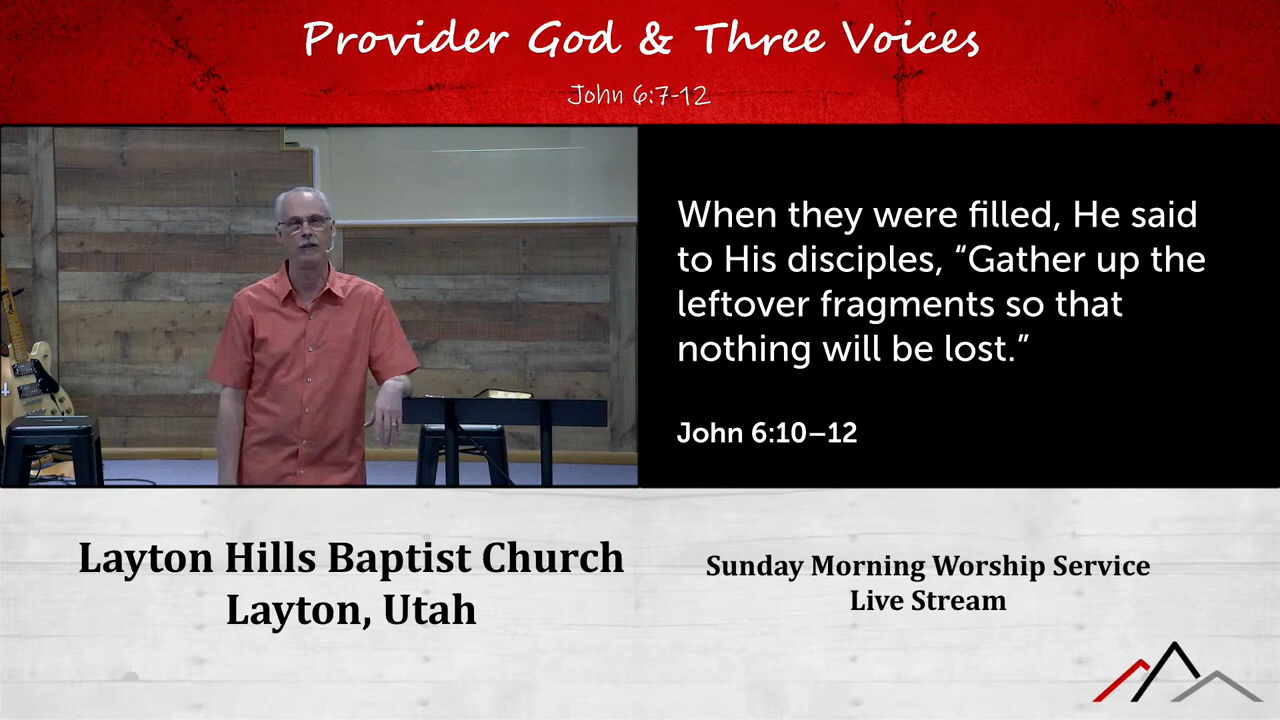 Provider God & Three Voices
John 6:7-12
When they were filled, He said
to His disciples, “Gather up the
leftover fragments so that
nothing will be lost.”
John 6:10–12
Layton Hills Baptist Church
Layton, Utah
Sunday Morning Worship Service
Live Stream